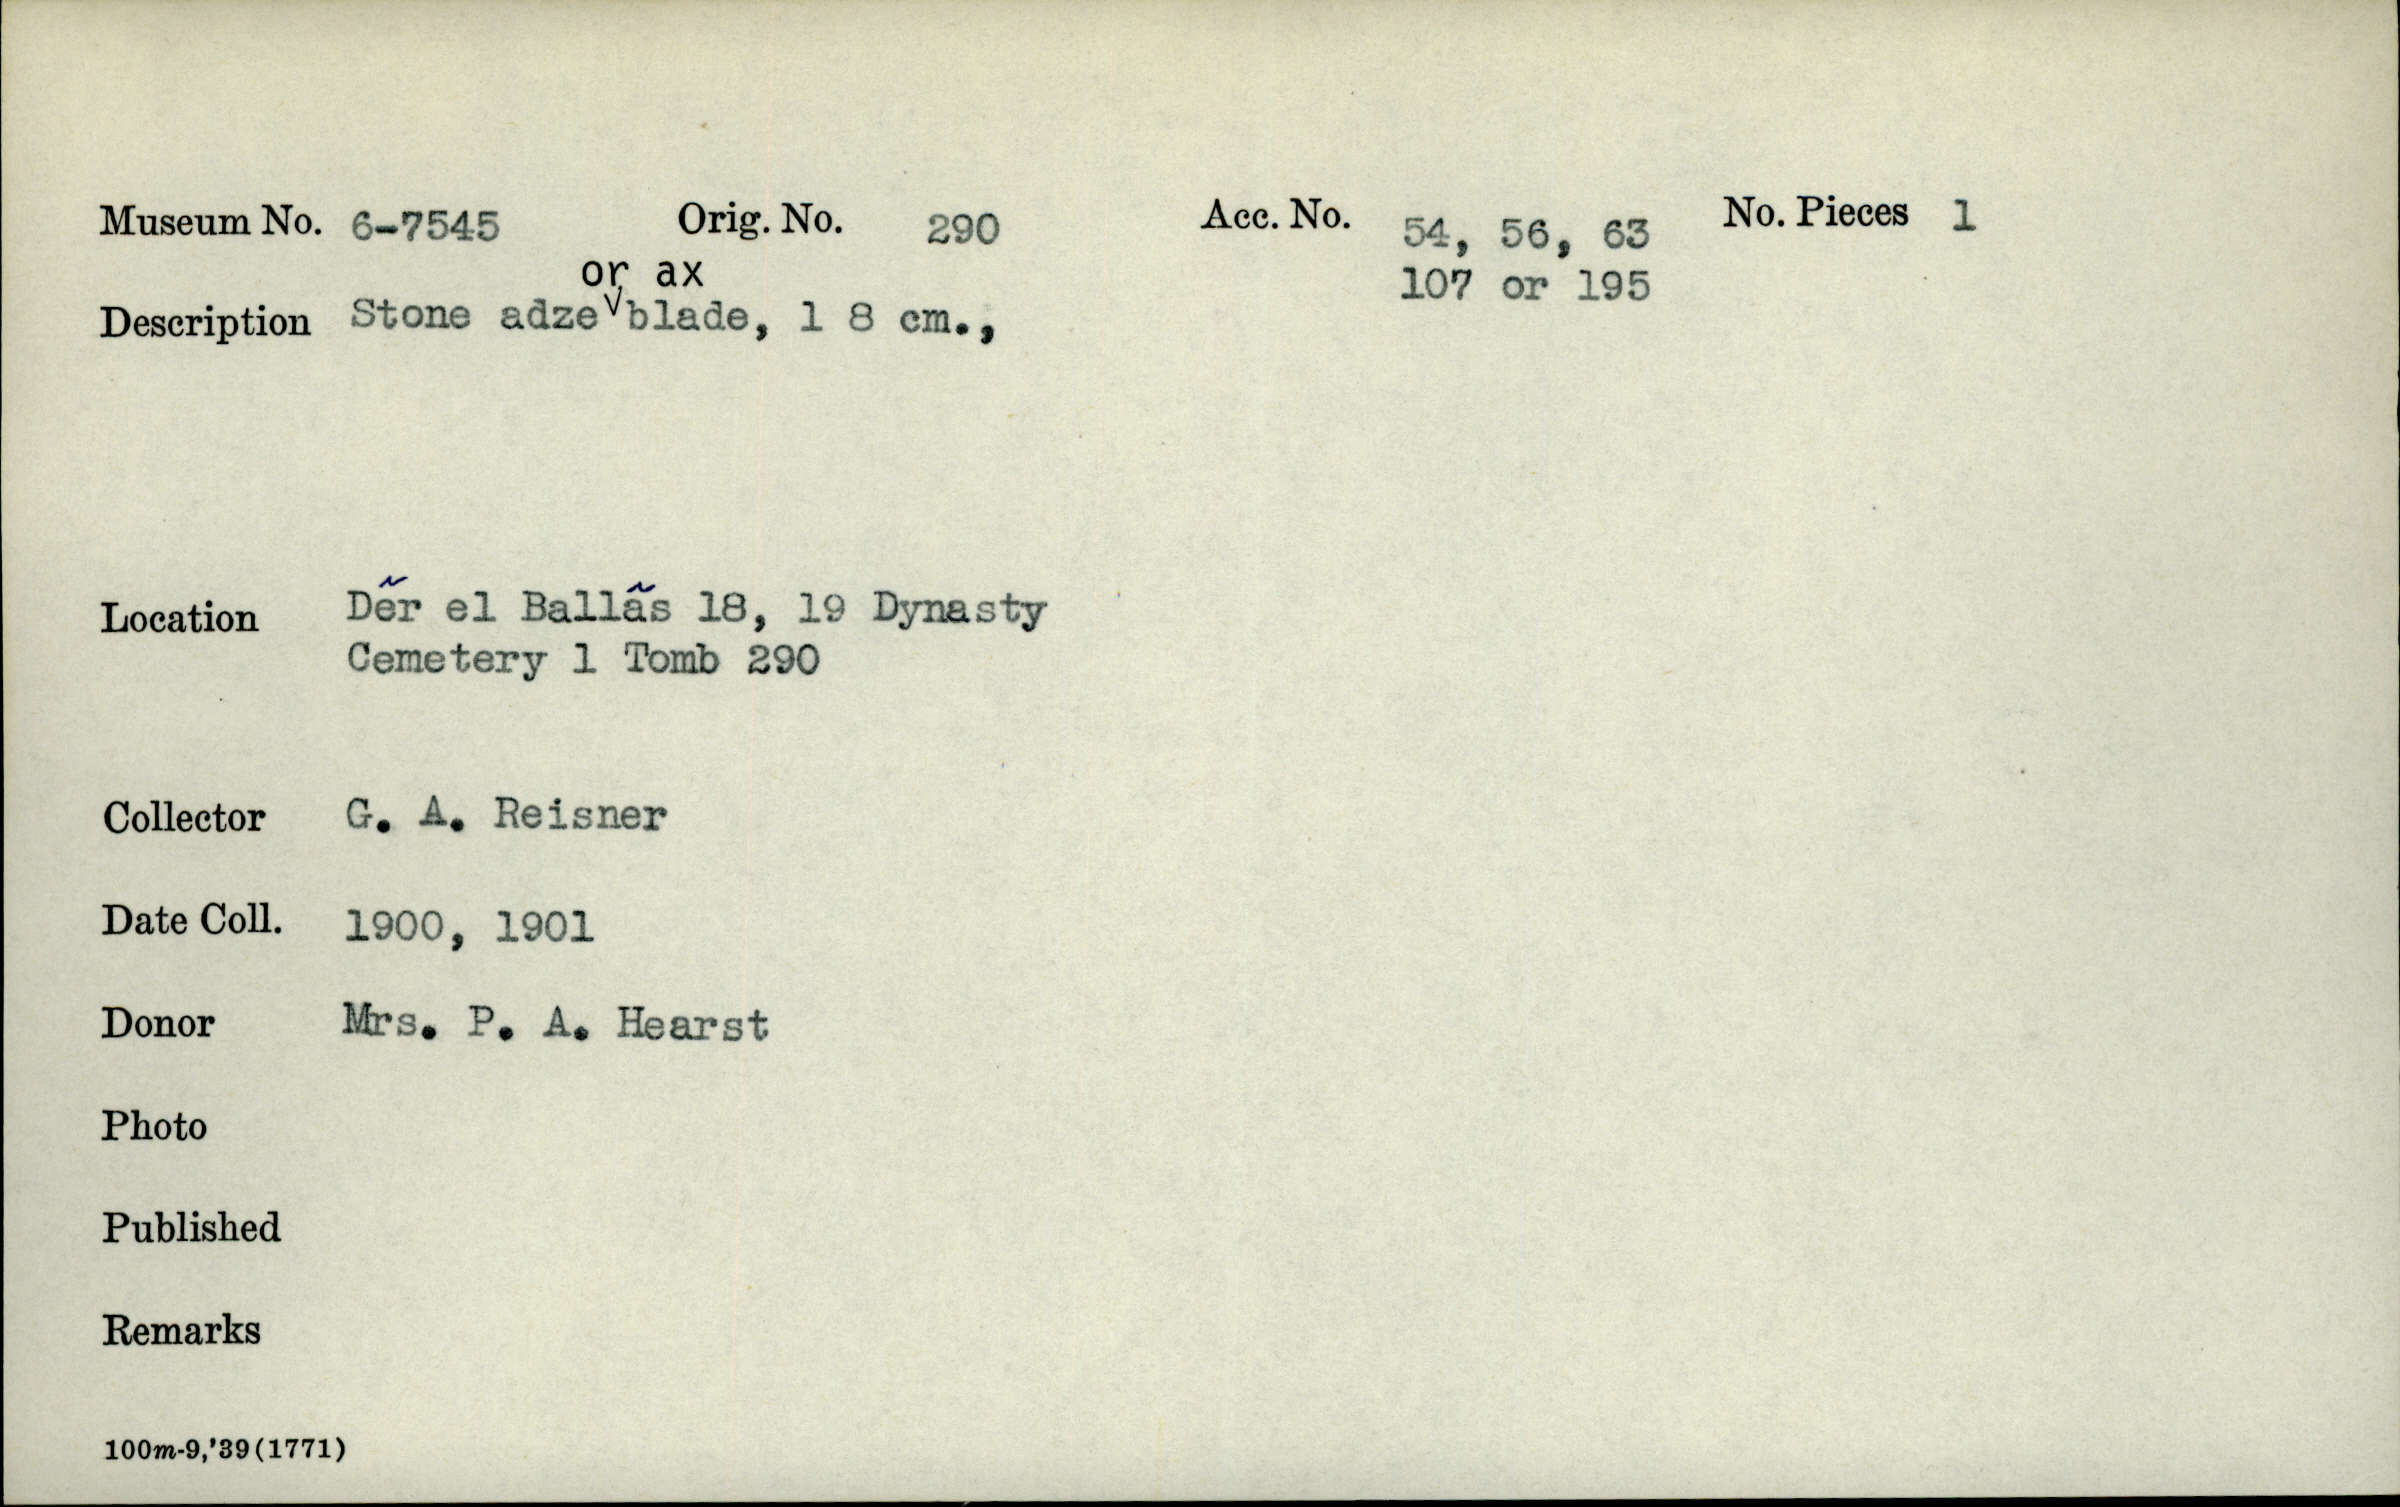 Museum No. 6-7545 Orig. No. 290 Acc. No. 54, 56, 63 No. Pieces 1
107 or 195
or ax
Description Stone adze ∨ blade, 1 8 cm.,
Location Dẽr el Ballãs 18, 19 Dynasty
Cemetery 1 Tomb 290
Collector G. A. Reisner
Date Coll. 1900, 1901
Donor Mrs. P. A. Hearst
Photo
Published
Remarks
100m-9,'39(1771)